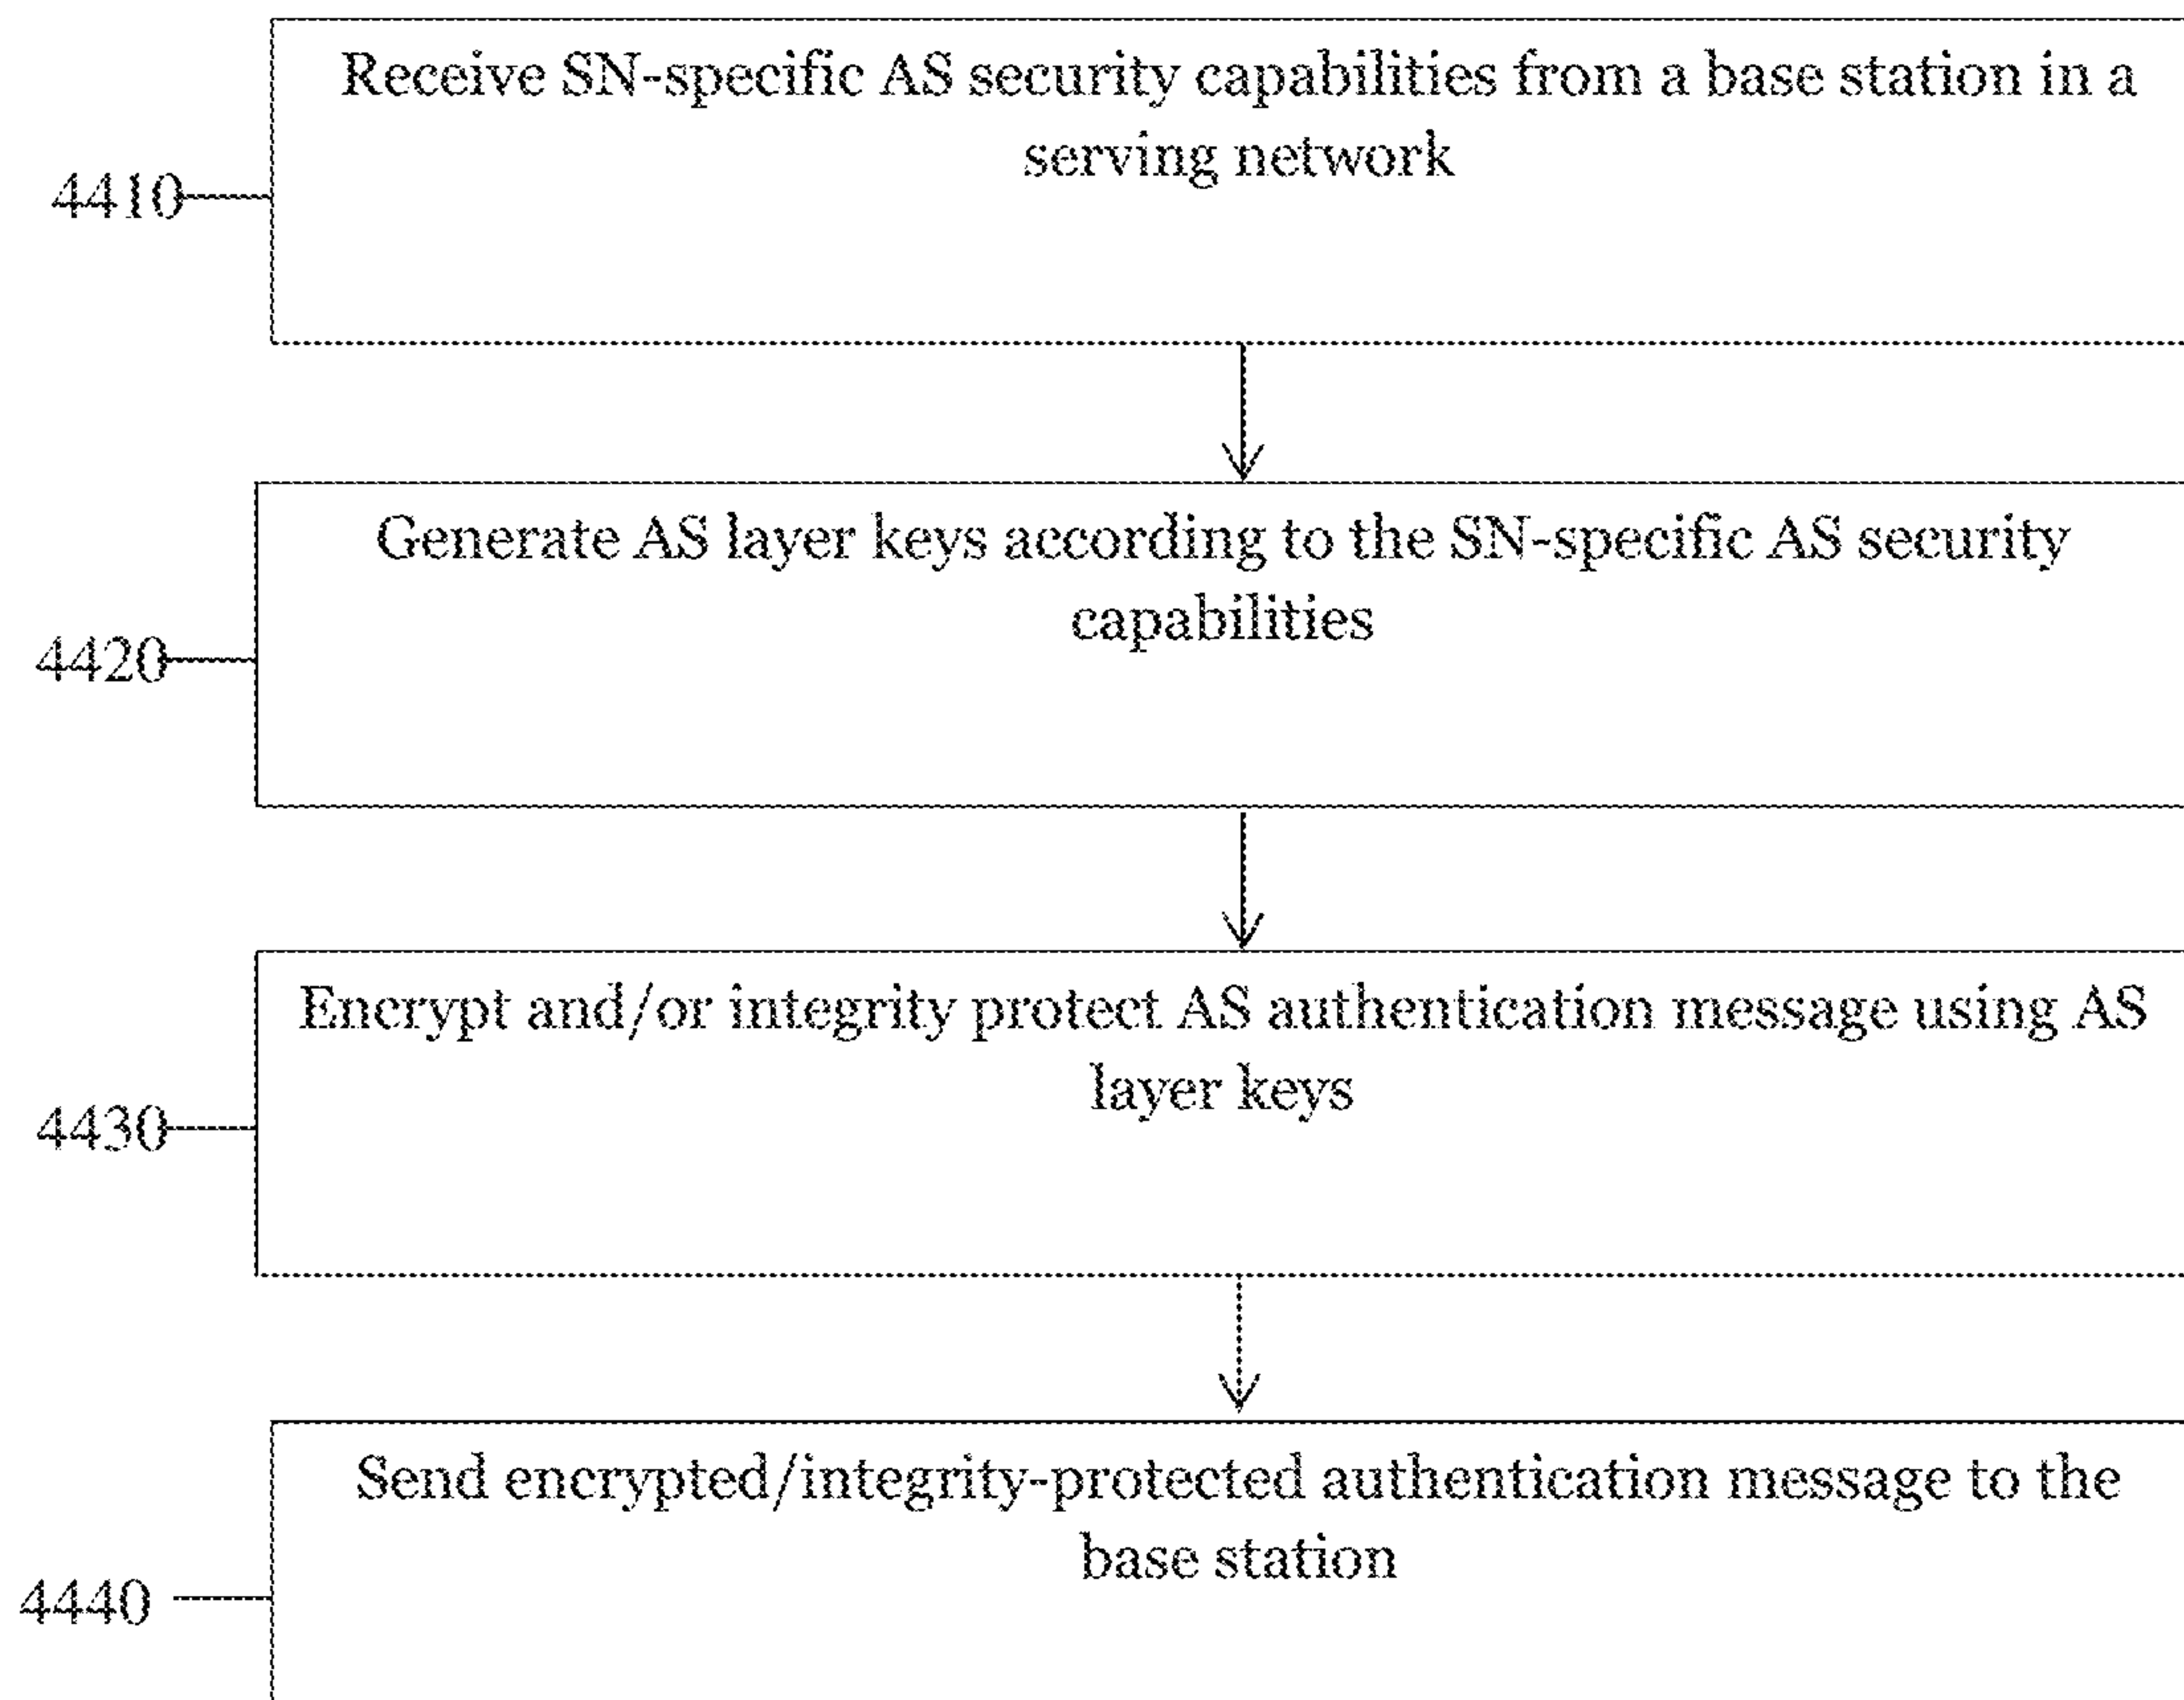 Receive SN-specific AS security capabilities from a base station in a
serving network
4410
Generate AS layer keys according to the SN-specific AS security
capabilities
4420
Encrypt and/or integrity protect AS authentication message using AS
layer keys
4430
Send encrypted/integrity-protected authentication message to the
base station
4440